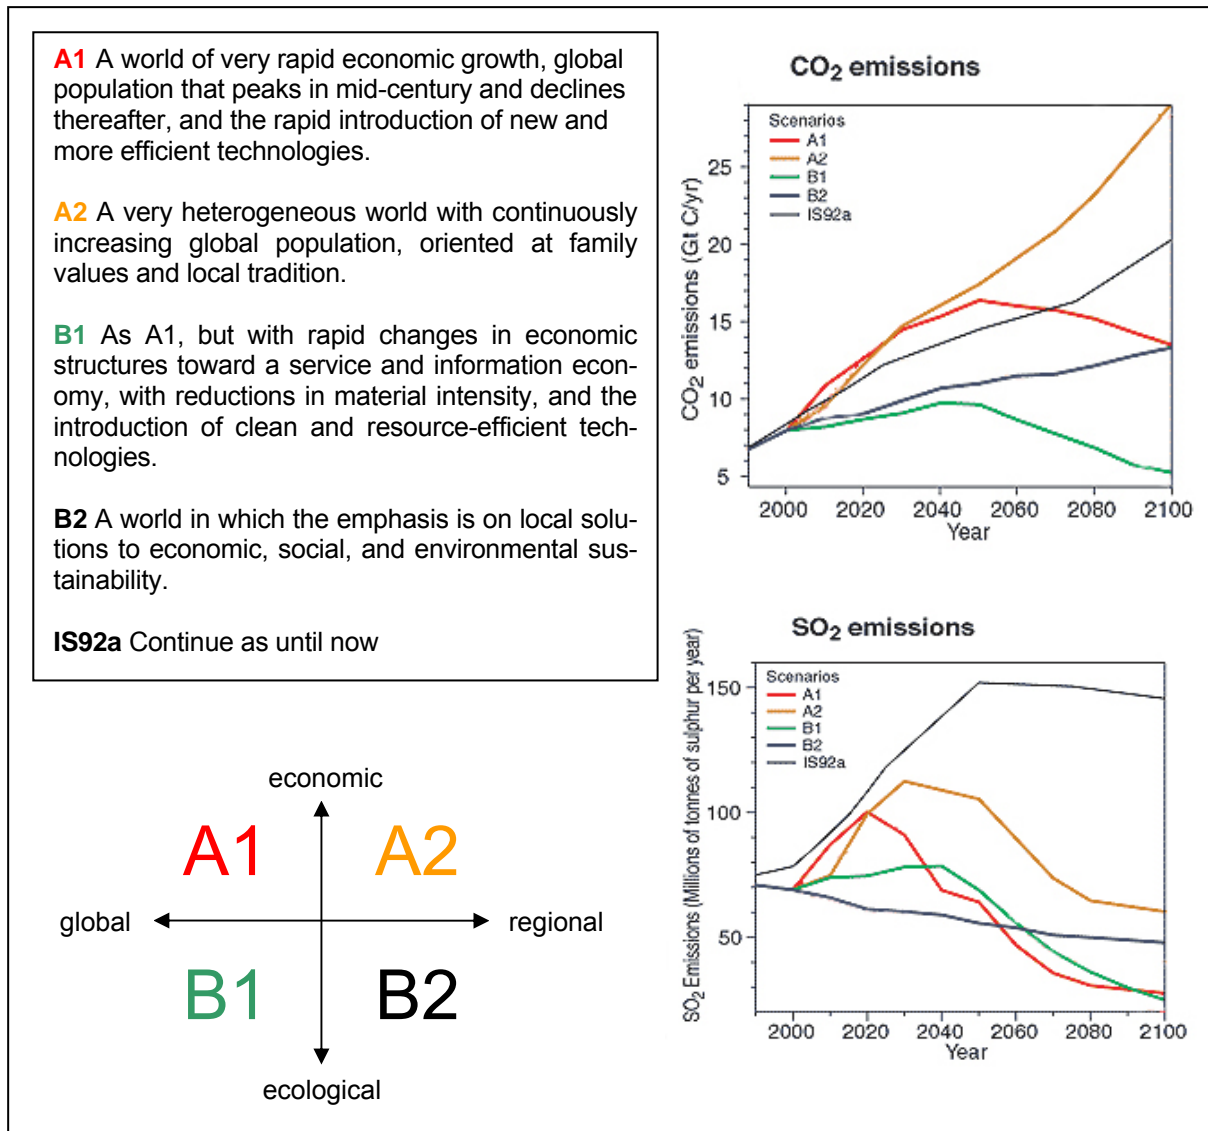 A1 A world of very rapid economic growth, global
population that peaks in mid-century and declines
thereafter, and the rapid introduction of new and
more efficient technologies.
A2 A very heterogeneous world with continuously
increasing global population, oriented at family
values and local tradition.
B1 As A1, but with rapid changes in economic
structures toward a service and information econ-
omy, with reductions in material intensity, and the
introduction of clean and resource-efficient tech-
nologies.
B2 A world in which the emphasis is on local solu-
tions to economic, social, and environmental sus-
tainability.
IS92a Continue as until now
CO2 emissions
Scenarios
A1
A2
B1
B2
IS92a
CO2 emissions (Gt C/yr)
25
20
15
10
5
2000 2020 2040 2060 2080 2100
Year
SO2 emissions
Scenarios
A1
A2
B1
B2
IS92a
SO2 Emissions (Millions of tonnes of sulphur per year)
150
100
50
2000 2020 2040 2060 2080 2100
Year
economic
A1 A2
global regional
B1 B2
ecological